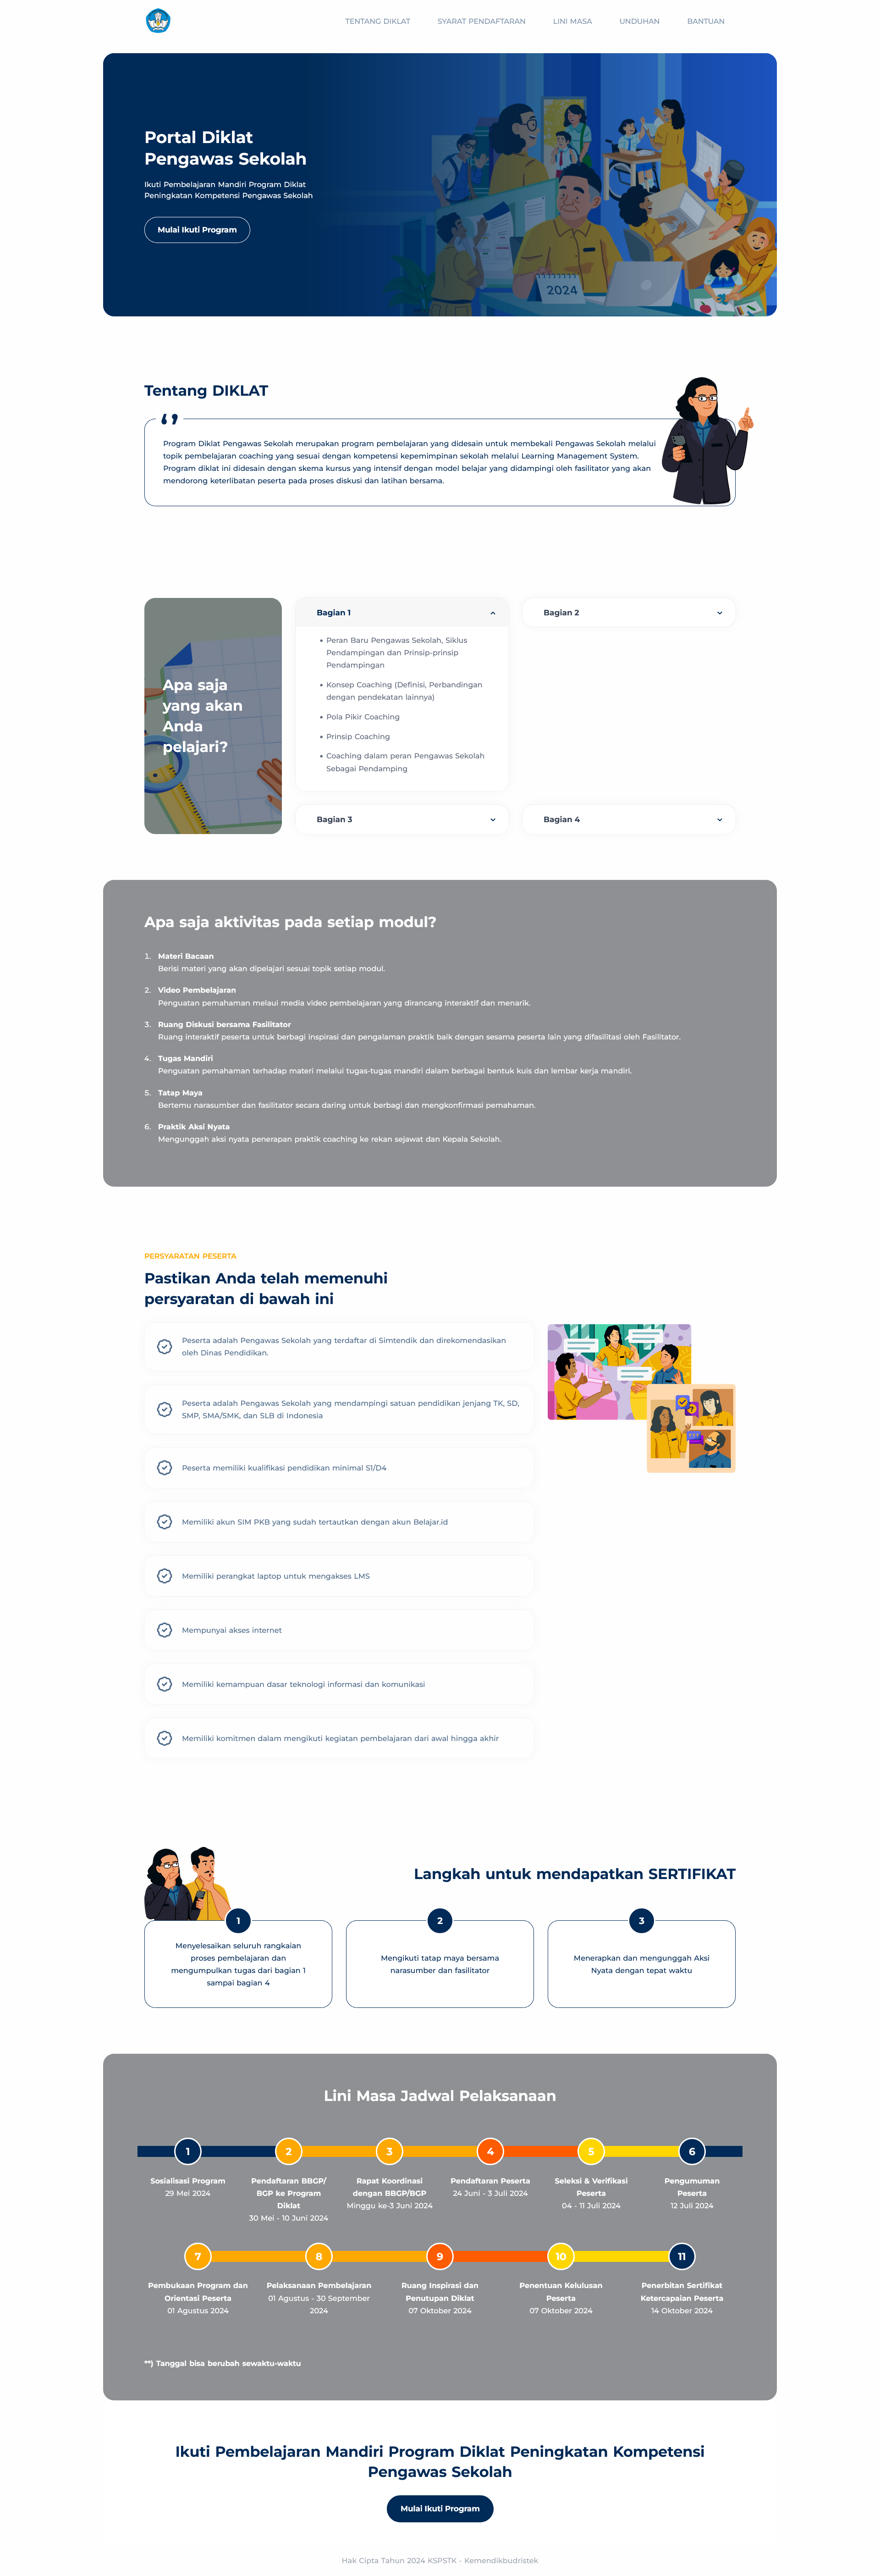 TENTANG DIKLAT
SYARAT PENDAFTARAN
LINI MASA
UNDUHAN
BANTUAN
Portal Diklat
Pengawas Sekolah
Ikuti Pembelajaran Mandiri Program Diklat
Peningkatan Kompetensi Pengawas Sekolah
Mulai Ikuti Program
2024
Tentang DIKLAT
Program Diklat Pengawas Sekolah merupakan program pembelajaran yang didesain untuk membekali Pengawas Sekolah melalui
topik pembelajaran coaching yang sesuai dengan kompetensi kepemimpinan sekolah melalui Learning Management System.
Program diklat ini didesain dengan skema kursus yang intensif dengan model belajar yang didampingi oleh fasilitator yang akan
mendorong keterlibatan peserta pada proses diskusi dan latihan bersama.
Apa saja
yang akan
Anda
pelajari?
Bagian 1
• Peran Baru Pengawas Sekolah, Siklus
Pendampingan dan Prinsip-prinsip
Pendampingan
• Konsep Coaching (Definisi, Perbandingan
dengan pendekatan lainnya)
• Pola Pikir Coaching
• Prinsip Coaching
• Coaching dalam peran Pengawas Sekolah
Sebagai Pendamping
Bagian 2
Bagian 3
Bagian 4
Apa saja aktivitas pada setiap modul?
1. Materi Bacaan
Berisi materi yang akan dipelajari sesuai topik setiap modul.
2. Video Pembelajaran
Penguatan pemahaman melaui media video pembelajaran yang dirancang interaktif dan menarik.
3. Ruang Diskusi bersama Fasilitator
Ruang interaktif peserta untuk berbagi inspirasi dan pengalaman praktik baik dengan sesama peserta lain yang difasilitasi oleh Fasilitator.
4. Tugas Mandiri
Penguatan pemahaman terhadap materi melalui tugas-tugas mandiri dalam berbagai bentuk kuis dan lembar kerja mandiri.
5. Tatap Maya
Bertemu narasumber dan fasilitator secara daring untuk berbagi dan mengkonfirmasi pemahaman.
6. Praktik Aksi Nyata
Mengunggah aksi nyata penerapan praktik coaching ke rekan sejawat dan Kepala Sekolah.
PERSYARATAN PESERTA
Pastikan Anda telah memenuhi
persyaratan di bawah ini
Peserta adalah Pengawas Sekolah yang terdaftar di Simtendik dan direkomendasikan
oleh Dinas Pendidikan.
Peserta adalah Pengawas Sekolah yang mendampingi satuan pendidikan jenjang TK, SD,
SMP, SMA/SMK, dan SLB di Indonesia
Peserta memiliki kualifikasi pendidikan minimal S1/D4
Memiliki akun SIM PKB yang sudah tertautkan dengan akun Belajar.id
Memiliki perangkat laptop untuk mengakses LMS
Mempunyai akses internet
Memiliki kemampuan dasar teknologi informasi dan komunikasi
Memiliki komitmen dalam mengikuti kegiatan pembelajaran dari awal hingga akhir
Langkah untuk mendapatkan SERTIFIKAT
1
Menyelesaikan seluruh rangkaian
proses pembelajaran dan
mengumpulkan tugas dari bagian 1
sampai bagian 4
2
Mengikuti tatap maya bersama
narasumber dan fasilitator
3
Menerapkan dan mengunggah Aksi
Nyata dengan tepat waktu
Lini Masa Jadwal Pelaksanaan
1
Sosialisasi Program
29 Mei 2024
2
Pendaftaran BBGP/
BGP ke Program
Diklat
30 Mei - 10 Juni 2024
3
Rapat Koordinasi
dengan BBGP/BGP
Minggu ke-3 Juni 2024
4
Pendaftaran Peserta
24 Juni - 3 Juli 2024
5
Seleksi & Verifikasi
Peserta
04 - 11 Juli 2024
6
Pengumuman
Peserta
12 Juli 2024
7
Pembukaan Program dan
Orientasi Peserta
01 Agustus 2024
8
Pelaksanaan Pembelajaran
01 Agustus - 30 September
2024
9
Ruang Inspirasi dan
Penutupan Diklat
07 Oktober 2024
10
Penentuan Kelulusan
Peserta
07 Oktober 2024
11
Penerbitan Sertifikat
Ketercapaian Peserta
14 Oktober 2024
**) Tanggal bisa berubah sewaktu-waktu
Ikuti Pembelajaran Mandiri Program Diklat Peningkatan Kompetensi
Pengawas Sekolah
Mulai Ikuti Program
Hak Cipta Tahun 2024 KSPSTK - Kemendikbudristek